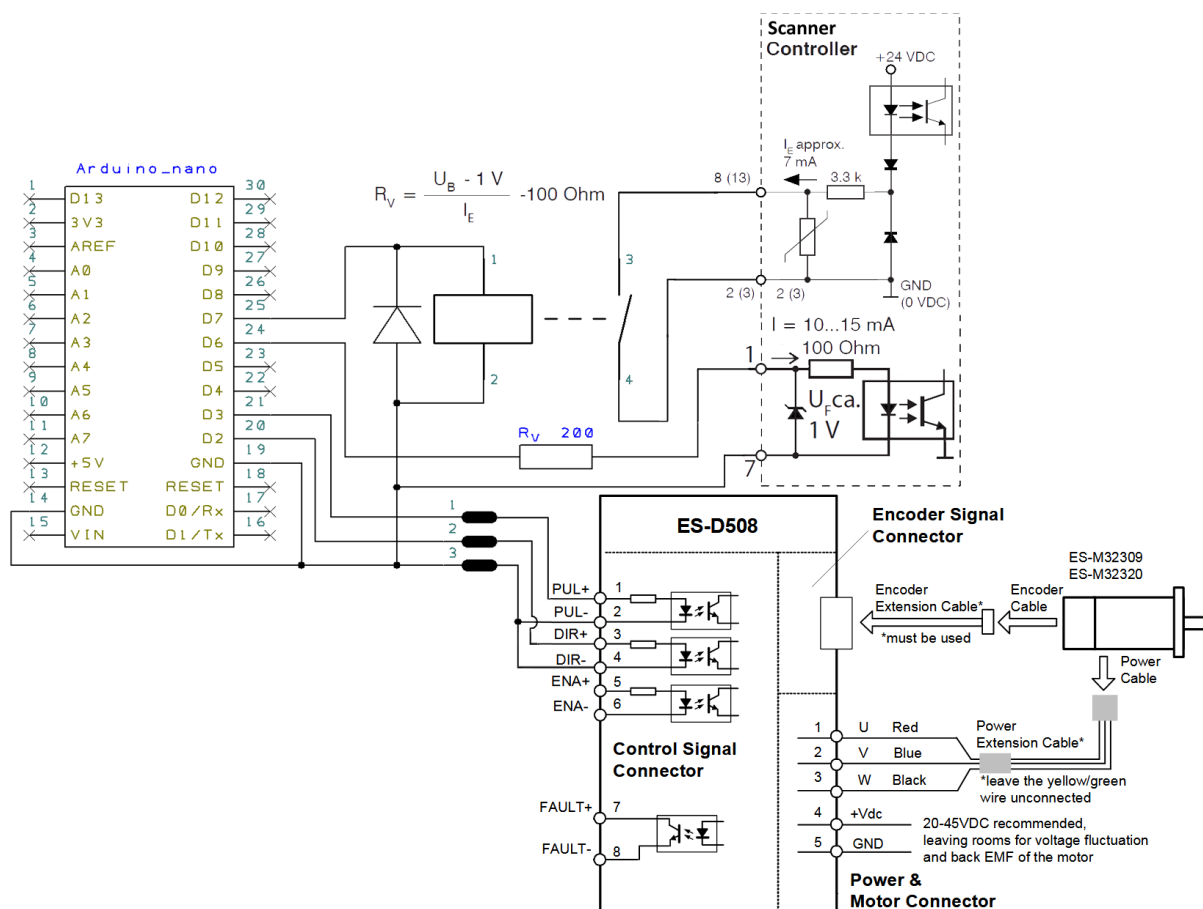 Scanner
Controller
+24 VDC
I_E approx.
7 mA
8 (13)
3.3 k
2 (3)
2 (3)
GND
(0 VDC)
I = 10...15 mA
100 Ohm
1
U_F ca.
1 V
7
R_V = (U_B - 1 V) / I_E -100 Ohm
Arduino_nano
1 D13 D12 30
2 3V3 D11 29
3 AREF D10 28
4 A0 D9 27
5 A1 D8 26
6 A2 D7 25
7 A3 D6 24
8 A4 D5 23
9 A5 D4 22
10 A6 D3 21
11 A7 D2 20
12 +5V GND 19
13 RESET RESET 18
14 GND D0/Rx 17
15 VIN D1/Tx 16
1
2
3
4
R_V 200
1
2
3
ES-D508
PUL+ 1
PUL- 2
DIR+ 3
DIR- 4
ENA+ 5
ENA- 6
Control Signal
Connector
FAULT+ 7
FAULT- 8
Encoder Signal
Connector
ES-M32309
ES-M32320
Encoder
Extension Cable*
*must be used
Encoder
Cable
Power
Cable
1 U Red
2 V Blue
3 W Black
Power
Extension Cable*
*leave the yellow/green
wire unconnected
4 +Vdc
5 GND
20-45VDC recommended,
leaving rooms for voltage fluctuation
and back EMF of the motor
Power &
Motor Connector